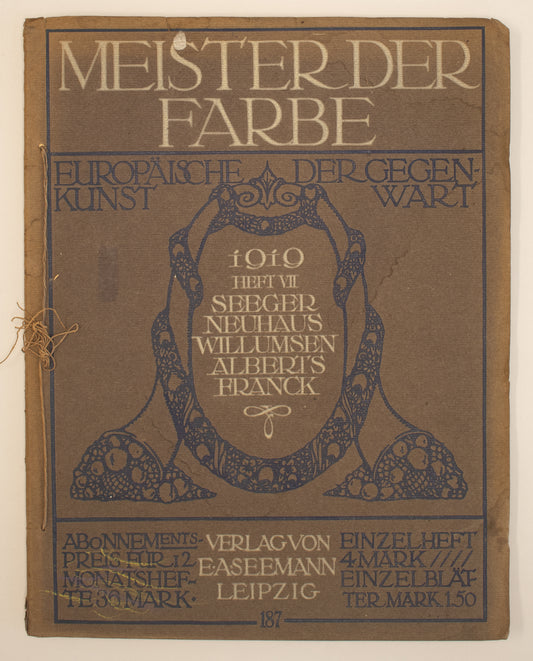 MEISTER DER
FARBE
EUROPÄISCHE DER GEGEN-
KUNST WART
1919
HEFT VII
SEEGER
NEUHAUS
WILLUMSEN
ALBERTS
FRANCK
ABONNEMENTS-
PREIS FÜR 12
MONATSHEF-
TE 36 MARK.
VERLAG VON
E.A.SEEMANN
LEIPZIG
EINZELHEFT
4 MARK ////
EINZELBLÄT-
TER MARK 1.50
187